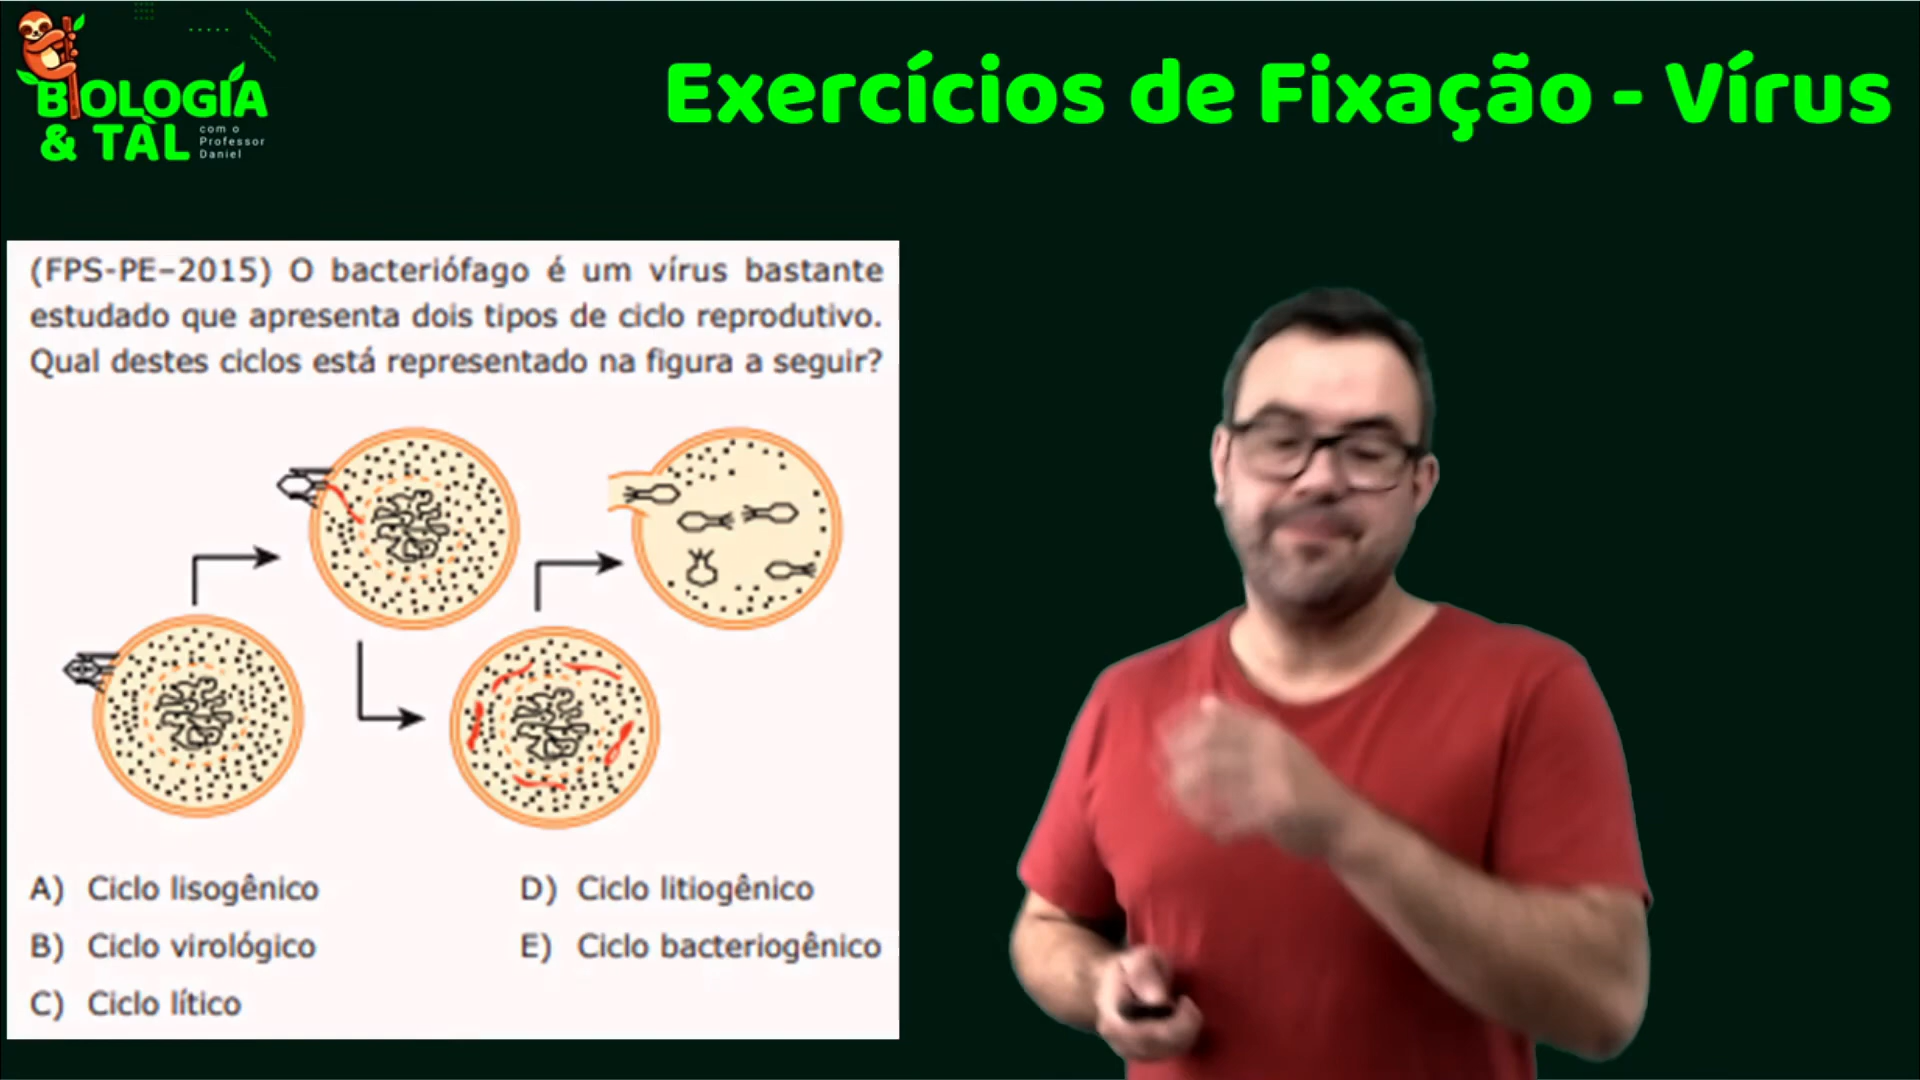 BIOLOGIA
& TAL
com o
Professor
Daniel
Exercícios de Fixação - Vírus
(FPS-PE–2015) O bacteriófago é um vírus bastante
estudado que apresenta dois tipos de ciclo reprodutivo.
Qual destes ciclos está representado na figura a seguir?
A) Ciclo lisogênico
B) Ciclo virológico
C) Ciclo lítico
D) Ciclo litiogênico
E) Ciclo bacteriogênico